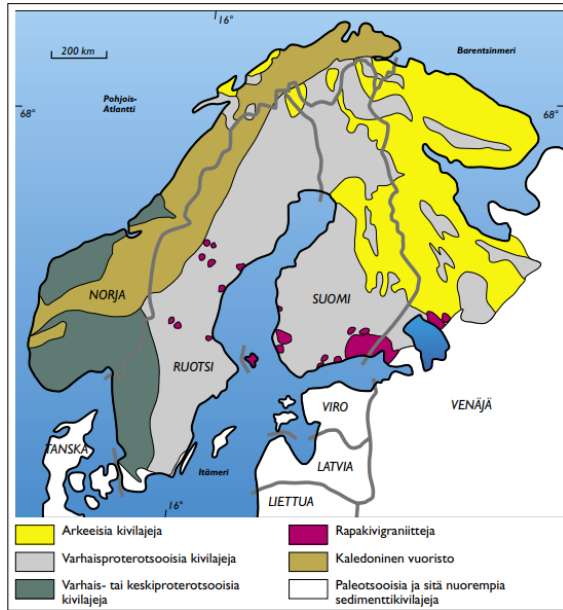 16°
200 km
Barentsinmeri
Pohjois-
Atlantti
68°
68°
NORJA
SUOMI
RUOTSI
VENÄJÄ
VIRO
TANSKA
Itämeri
LATVIA
LIETTUA
16°
Arkeeisia kivilajeja
Rapakivigraniitteja
Varhaisproterotsooisia kivilajeja
Kaledoninen vuoristo
Varhais- tai keskiproterotsooisia
kivilajeja
Paleotsooisia ja sitä nuorempia
sedimenttikivilajeja